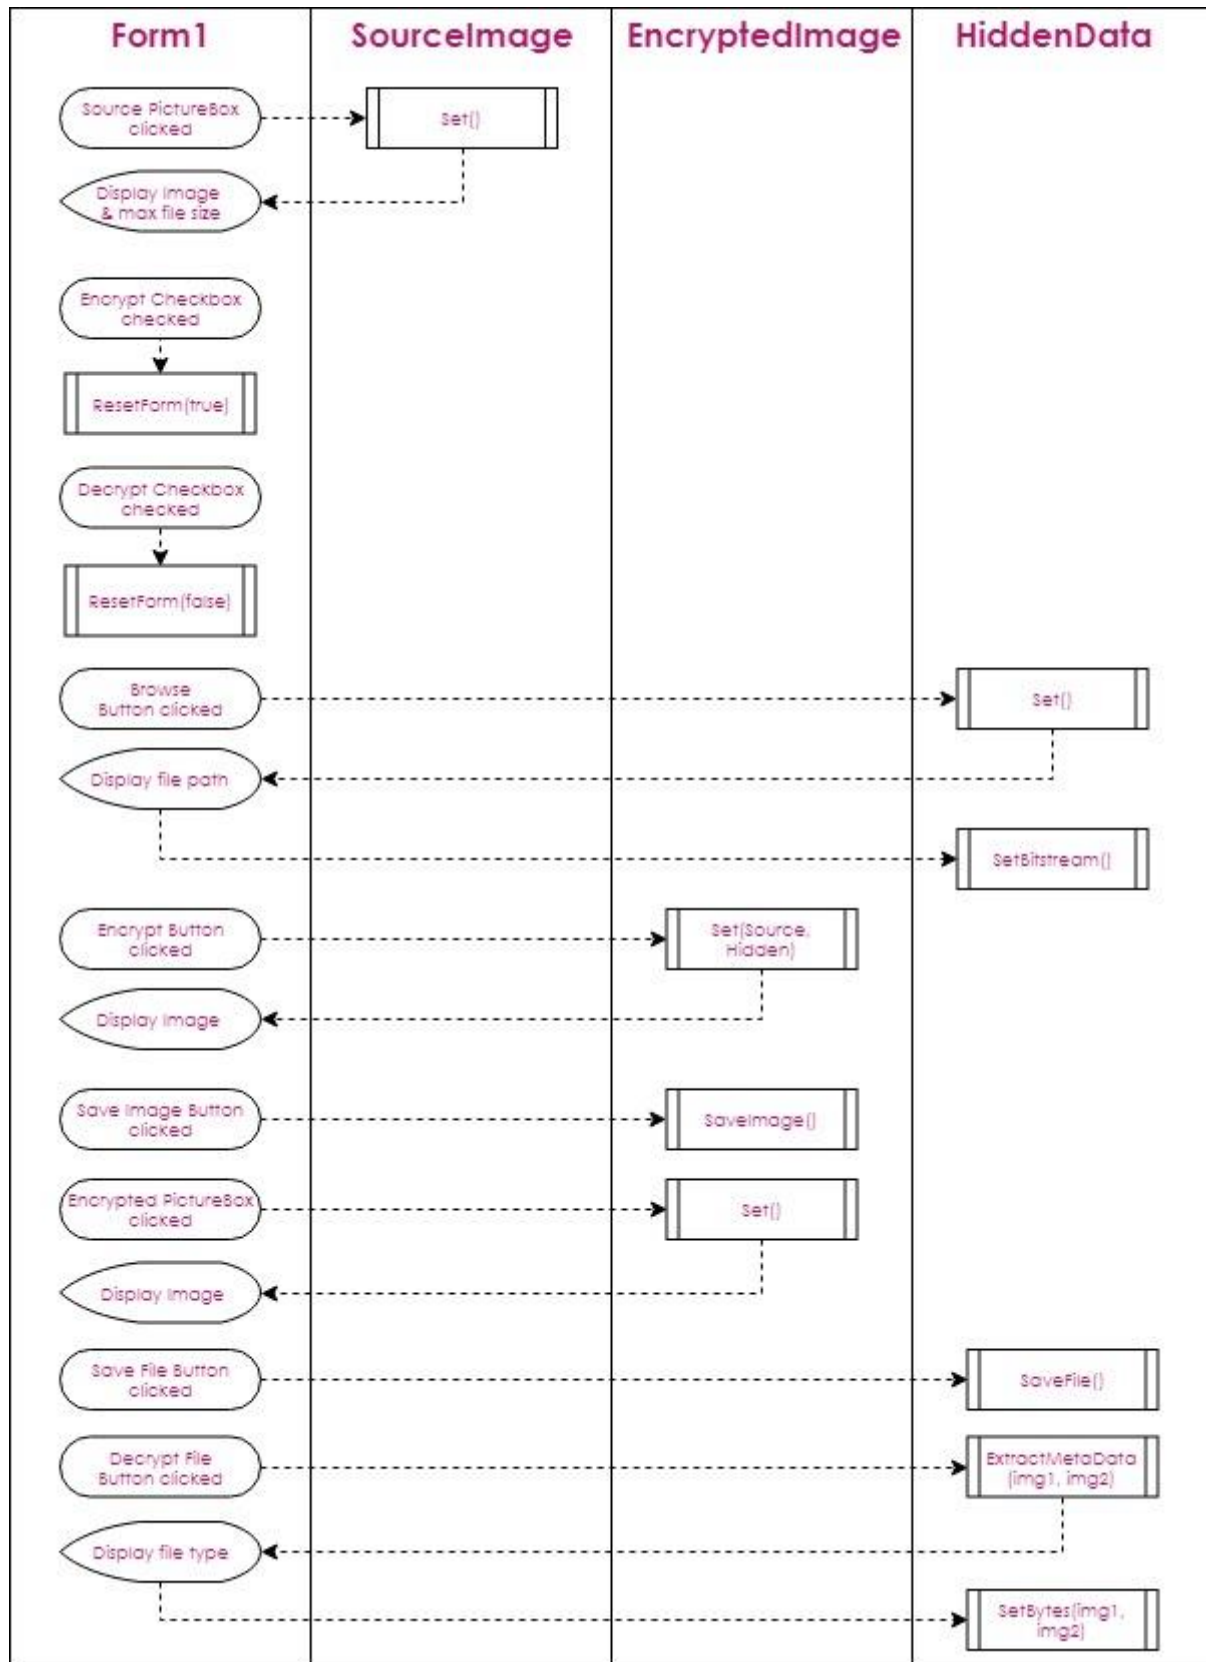 Form1
SourceImage
EncryptedImage
HiddenData
Source PictureBox
clicked
Set()
Display Image
& max file size
Encrypt Checkbox
checked
ResetForm(true)
Decrypt Checkbox
checked
ResetForm(false)
Browse
Button clicked
Set()
Display file path
SetBitstream()
Encrypt Button
clicked
Set(Source,
Hidden)
Display Image
Save Image Button
clicked
SaveImage()
Encrypted PictureBox
clicked
Set()
Display Image
Save File Button
clicked
SaveFile()
Decrypt File
Button clicked
ExtractMetaData
(img1, img2)
Display file type
SetBytes(img1,
img2)